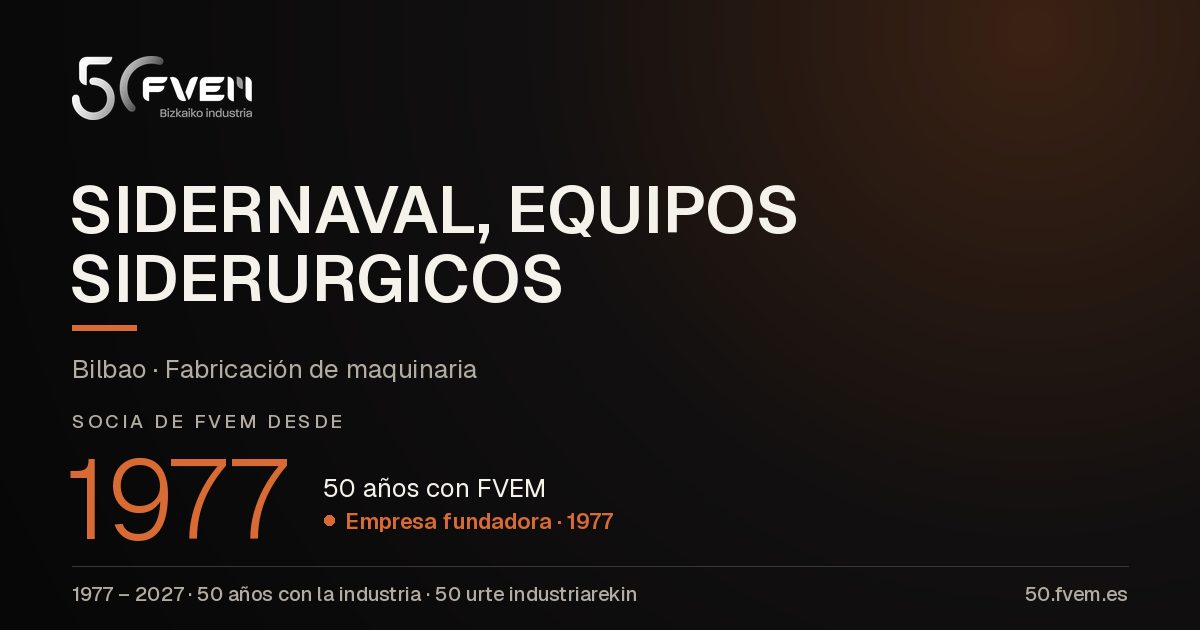 50 FVEM
Bizkaiko industria
SIDERNAVAL, EQUIPOS
SIDERURGICOS
Bilbao · Fabricación de maquinaria
SOCIA DE FVEM DESDE
1977
50 años con FVEM
Empresa fundadora · 1977
1977 – 2027 · 50 años con la industria · 50 urte industriarekin
50.fvem.es